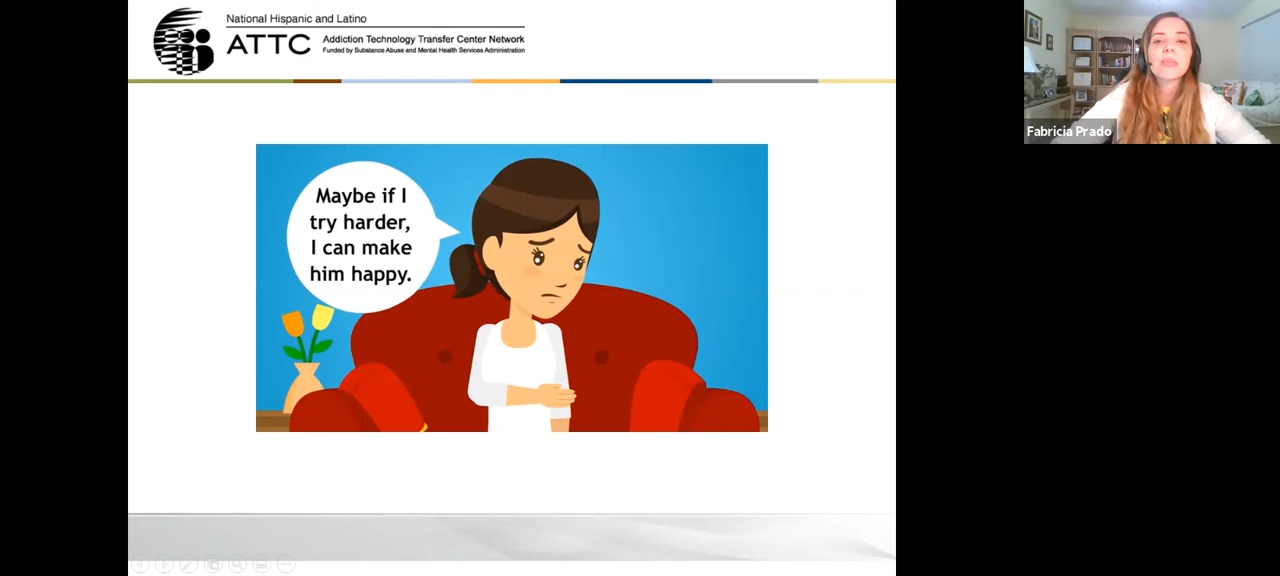 National Hispanic and Latino
ATTC
Addiction Technology Transfer Center Network
Funded by Substance Abuse and Mental Health Services Administration
Maybe if I
try harder,
I can make
him happy.
Fabricia Prado